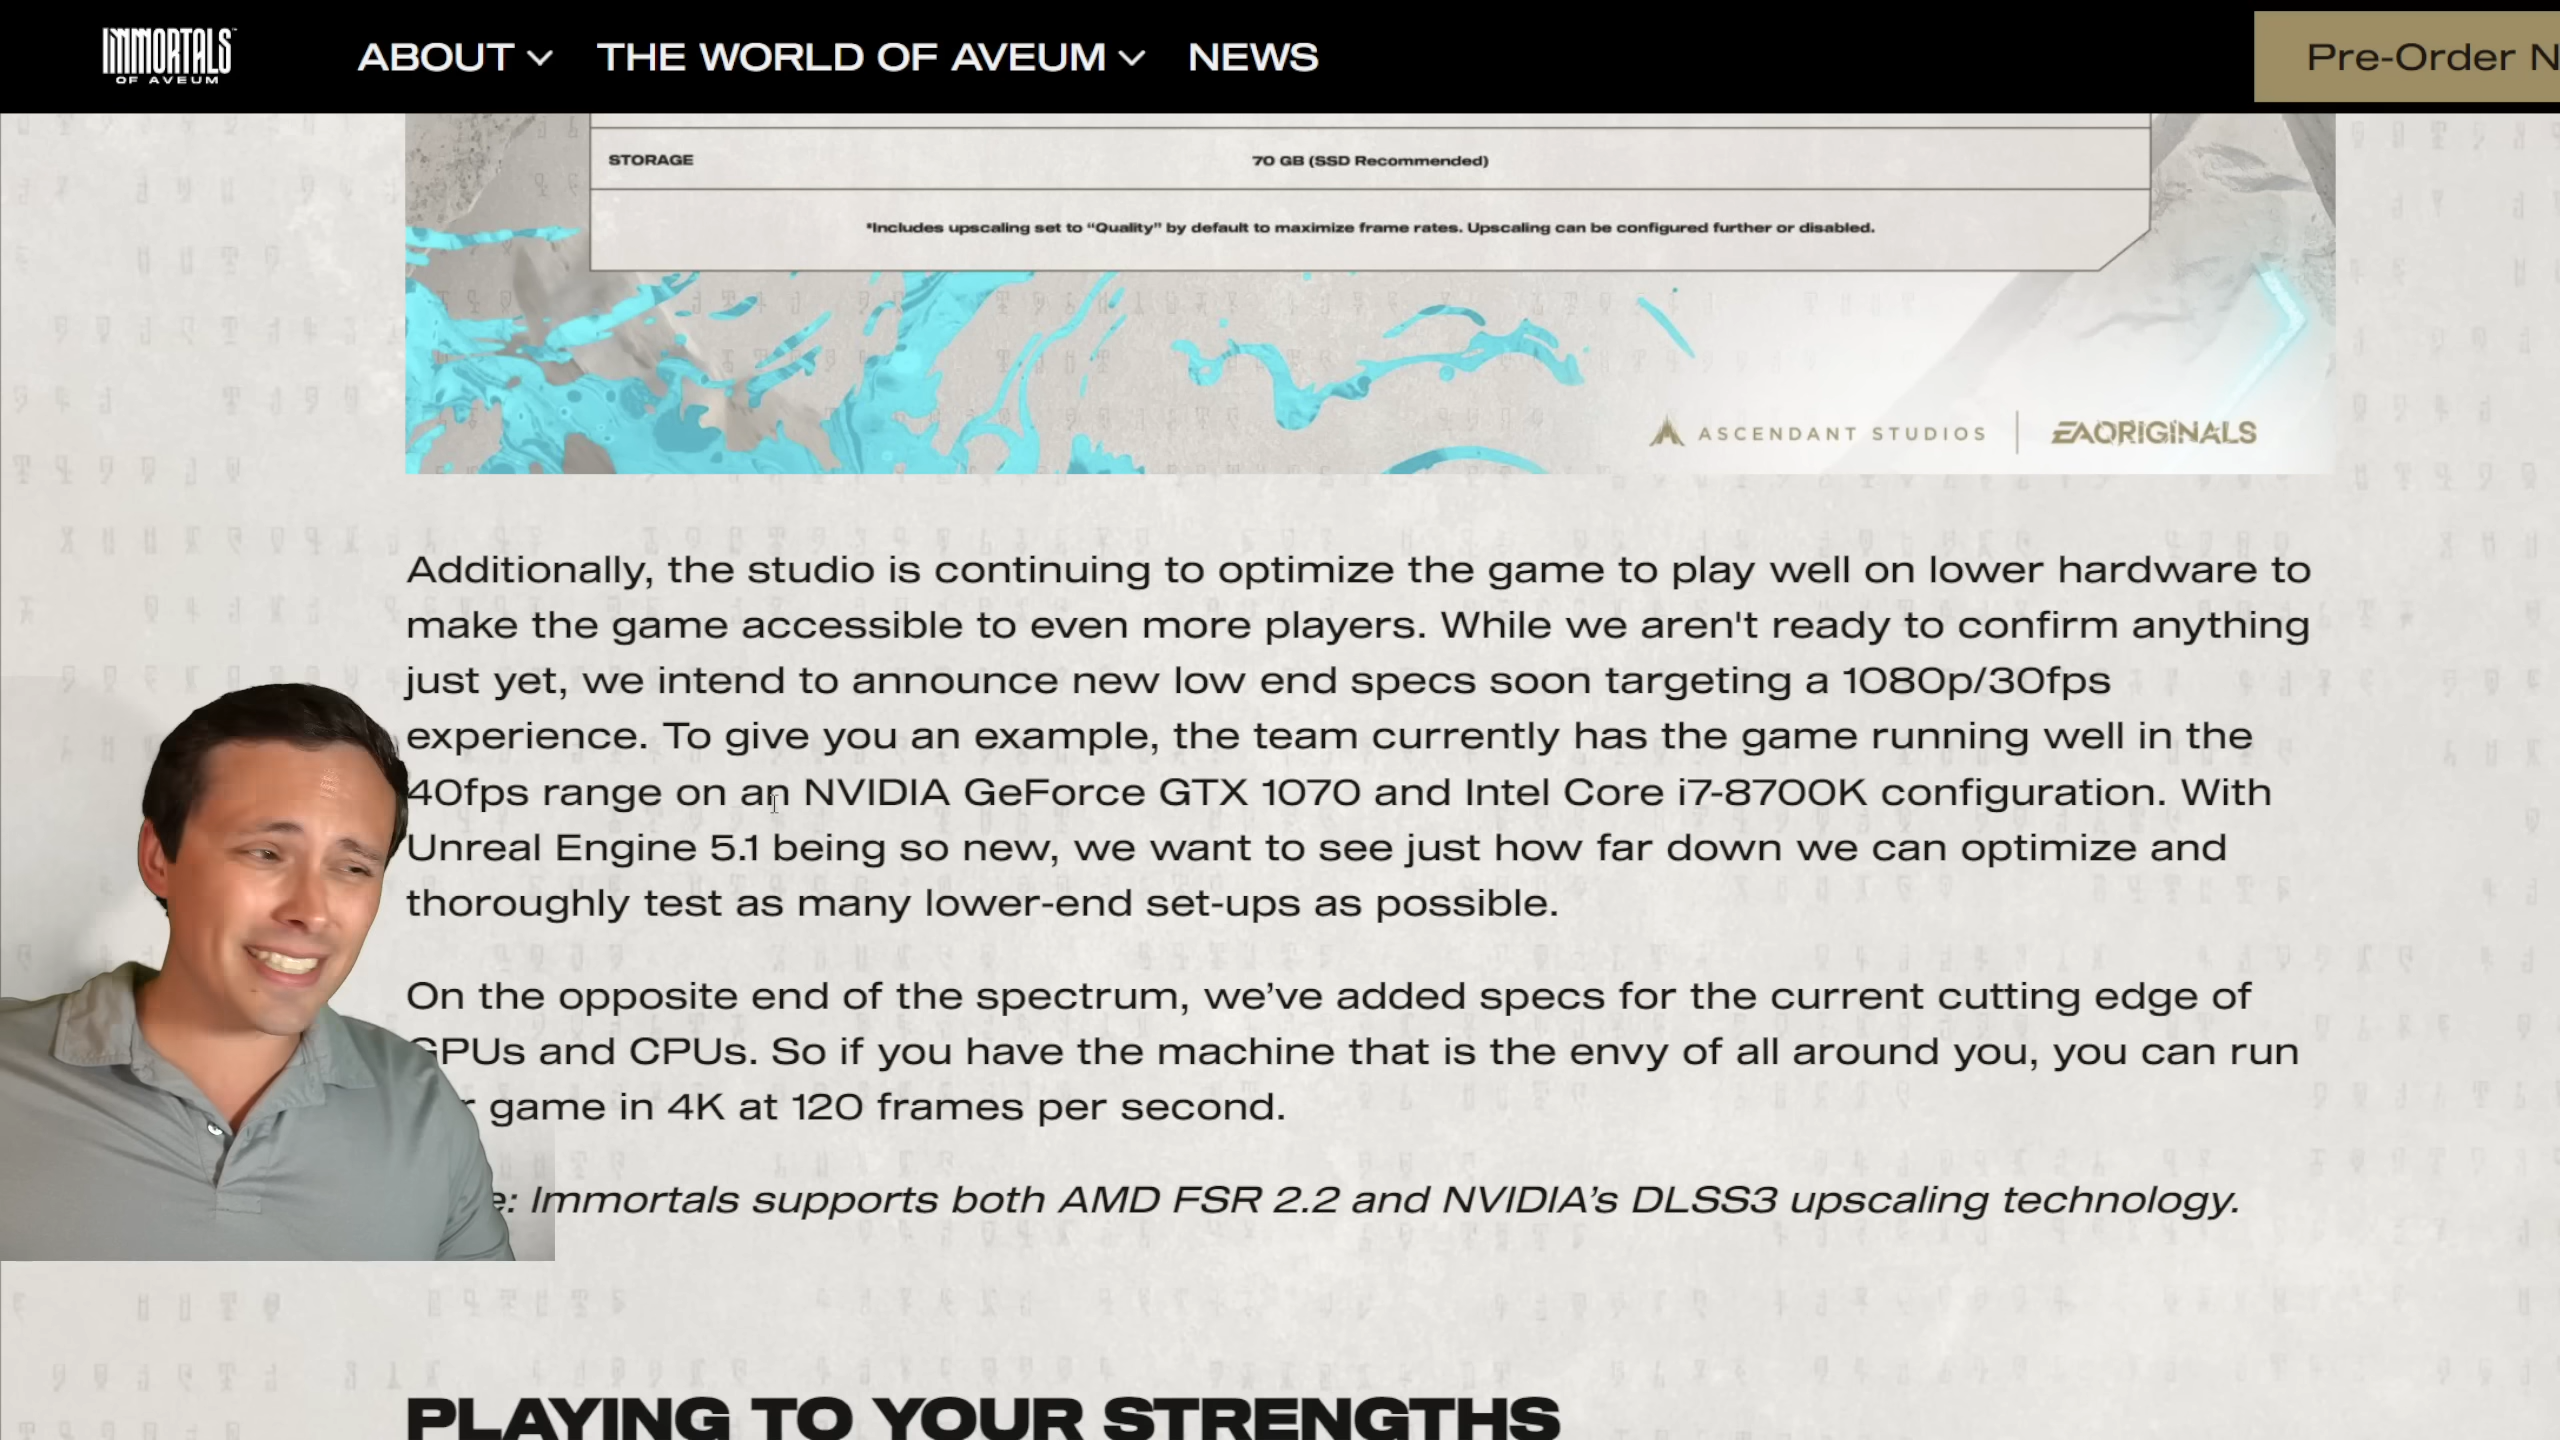 IMMORTALS
OF AVEUM
ABOUT
THE WORLD OF AVEUM
NEWS
Pre-Order N
STORAGE
70 GB (SSD Recommended)
*Includes upscaling set to “Quality” by default to maximize frame rates. Upscaling can be configured further or disabled.
ASCENDANT STUDIOS
EAORIGINALS
Additionally, the studio is continuing to optimize the game to play well on lower hardware to
make the game accessible to even more players. While we aren't ready to confirm anything
just yet, we intend to announce new low end specs soon targeting a 1080p/30fps
experience. To give you an example, the team currently has the game running well in the
40fps range on an NVIDIA GeForce GTX 1070 and Intel Core i7-8700K configuration. With
Unreal Engine 5.1 being so new, we want to see just how far down we can optimize and
thoroughly test as many lower-end set-ups as possible.
On the opposite end of the spectrum, we’ve added specs for the current cutting edge of
GPUs and CPUs. So if you have the machine that is the envy of all around you, you can run
game in 4K at 120 frames per second.
Immortals supports both AMD FSR 2.2 and NVIDIA’s DLSS3 upscaling technology.
PLAYING TO YOUR STRENGTHS